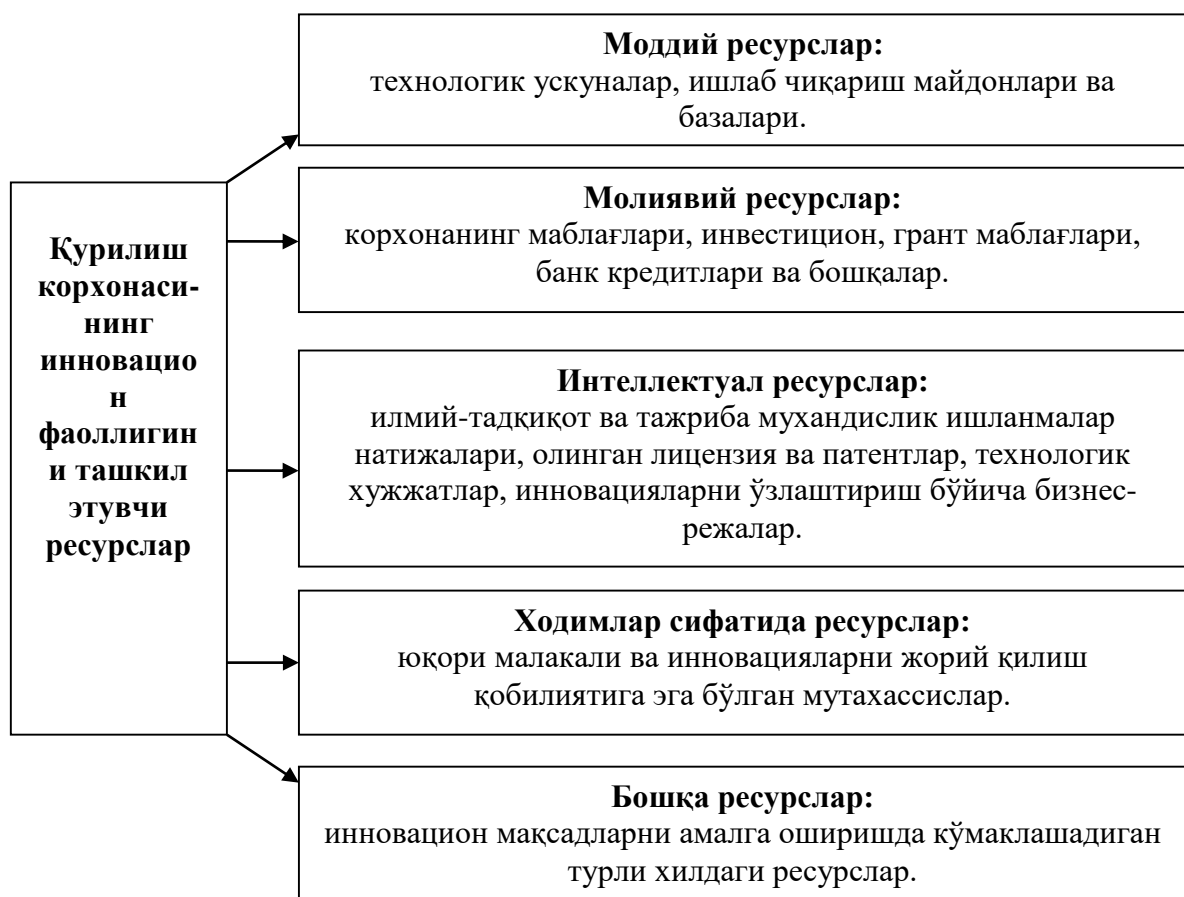 Моддий ресурслар:
технологик ускуналар, ишлаб чиқариш майдонлари ва
базалари.
Қурилиш
корхонаси-
нинг
инновацио
н
фаоллигин
и ташкил
этувчи
ресурслар
Молиявий ресурслар:
корхонанинг маблағлари, инвестицион, грант маблағлари,
банк кредитлари ва бошқалар.
Интеллектуал ресурслар:
илмий-тадқиқот ва тажриба мухандислик ишланмалар
натижалари, олинган лицензия ва патентлар, технологик
хужжатлар, инновацияларни ўзлаштириш бўйича бизнес-
режалар.
Ходимлар сифатида ресурслар:
юқори малакали ва инновацияларни жорий қилиш
қобилиятига эга бўлган мутахассислар.
Бошқа ресурслар:
инновацион мақсадларни амалга оширишда кўмаклашадиган
турли хилдаги ресурслар.